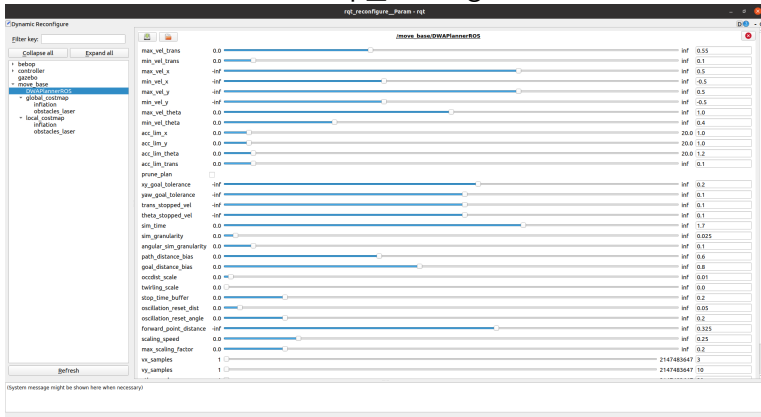 rqt_reconfigure__Param - rqt
Dynamic Reconfigure
Filter key:
Collapse all Expand all
bebop
controller
gazebo
move_base
DWAPlannerROS
global_costmap
inflation
obstacles_laser
local_costmap
inflation
obstacles_laser
Refresh
/move_base/DWAPlannerROS
max_vel_trans 0.0 inf 0.55
min_vel_trans 0.0 inf 0.1
max_vel_x -inf inf 0.5
min_vel_x -inf inf -0.5
max_vel_y -inf inf 0.5
min_vel_y -inf inf -0.5
max_vel_theta 0.0 inf 1.0
min_vel_theta 0.0 inf 0.4
acc_lim_x 0.0 20.0 1.0
acc_lim_y 0.0 20.0 1.0
acc_lim_theta 0.0 20.0 1.2
acc_lim_trans 0.0 inf 0.1
prune_plan
xy_goal_tolerance -inf inf 0.2
yaw_goal_tolerance -inf inf 0.1
trans_stopped_vel -inf inf 0.1
theta_stopped_vel -inf inf 0.1
sim_time 0.0 inf 1.7
sim_granularity 0.0 inf 0.025
angular_sim_granularity 0.0 inf 0.1
path_distance_bias 0.0 inf 0.6
goal_distance_bias 0.0 inf 0.8
occdist_scale 0.0 inf 0.01
twirling_scale 0.0 inf 0.0
stop_time_buffer 0.0 inf 0.2
oscillation_reset_dist 0.0 inf 0.05
oscillation_reset_angle 0.0 inf 0.2
forward_point_distance -inf inf 0.325
scaling_speed 0.0 inf 0.25
max_scaling_factor 0.0 inf 0.2
vx_samples 1 2147483647 3
vy_samples 1 2147483647 10
(System message might be shown here when necessary)